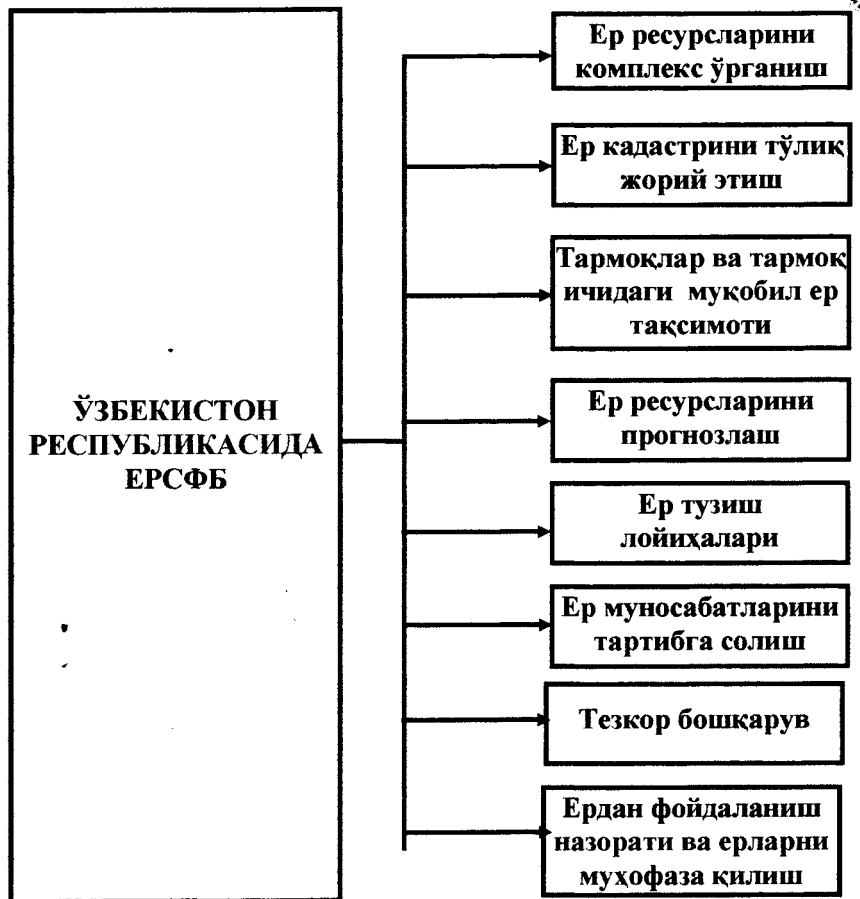 ЎЗБЕКИСТОН
РЕСПУБЛИКАСИДА
ЕРСФБ
Ер ресурсларини
комплекс ўрганиш
Ер кадастрини тўлиқ
жорий этиш
Тармоқлар ва тармоқ
ичидаги муқобил ер
тақсимоти
Ер ресурсларини
прогнозлаш
Ер тузиш
лойиҳалари
Ер муносабатларини
тартибга солиш
Тезкор бошқарув
Ердан фойдаланиш
назорати ва ерларни
муҳофаза қилиш